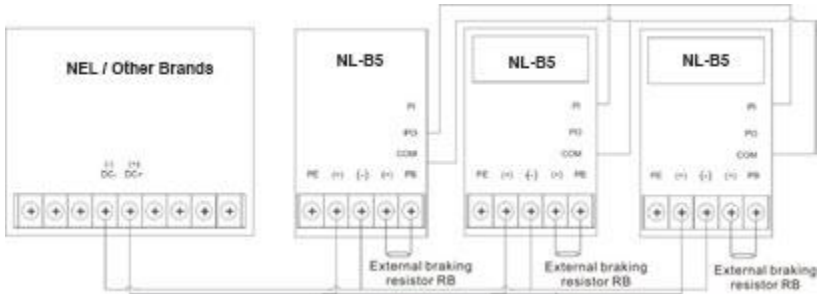 NEL / Other Brands
(-) (+)
DC- DC+
NL-B5
PI
PO
COM
PE (+) (-) (+) PB
External braking
resistor RB
NL-B5
PI
PO
COM
PE (+) (-) (+) PB
External braking
resistor RB
NL-B5
PI
PO
COM
PE (+) (-) (+) PB
External braking
resistor RB